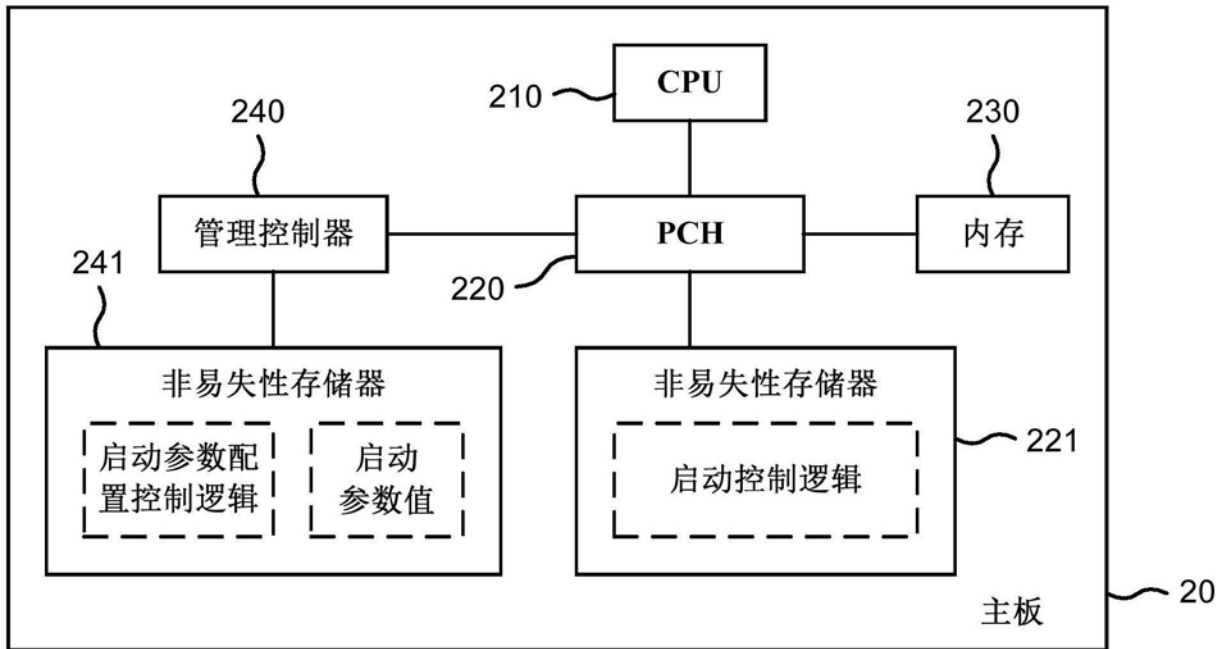 CPU
210
240
230
管理控制器
PCH
内存
241
220
非易失性存储器
启动参数配
置控制逻辑
启动
参数值
非易失性存储器
启动控制逻辑
221
主板
20